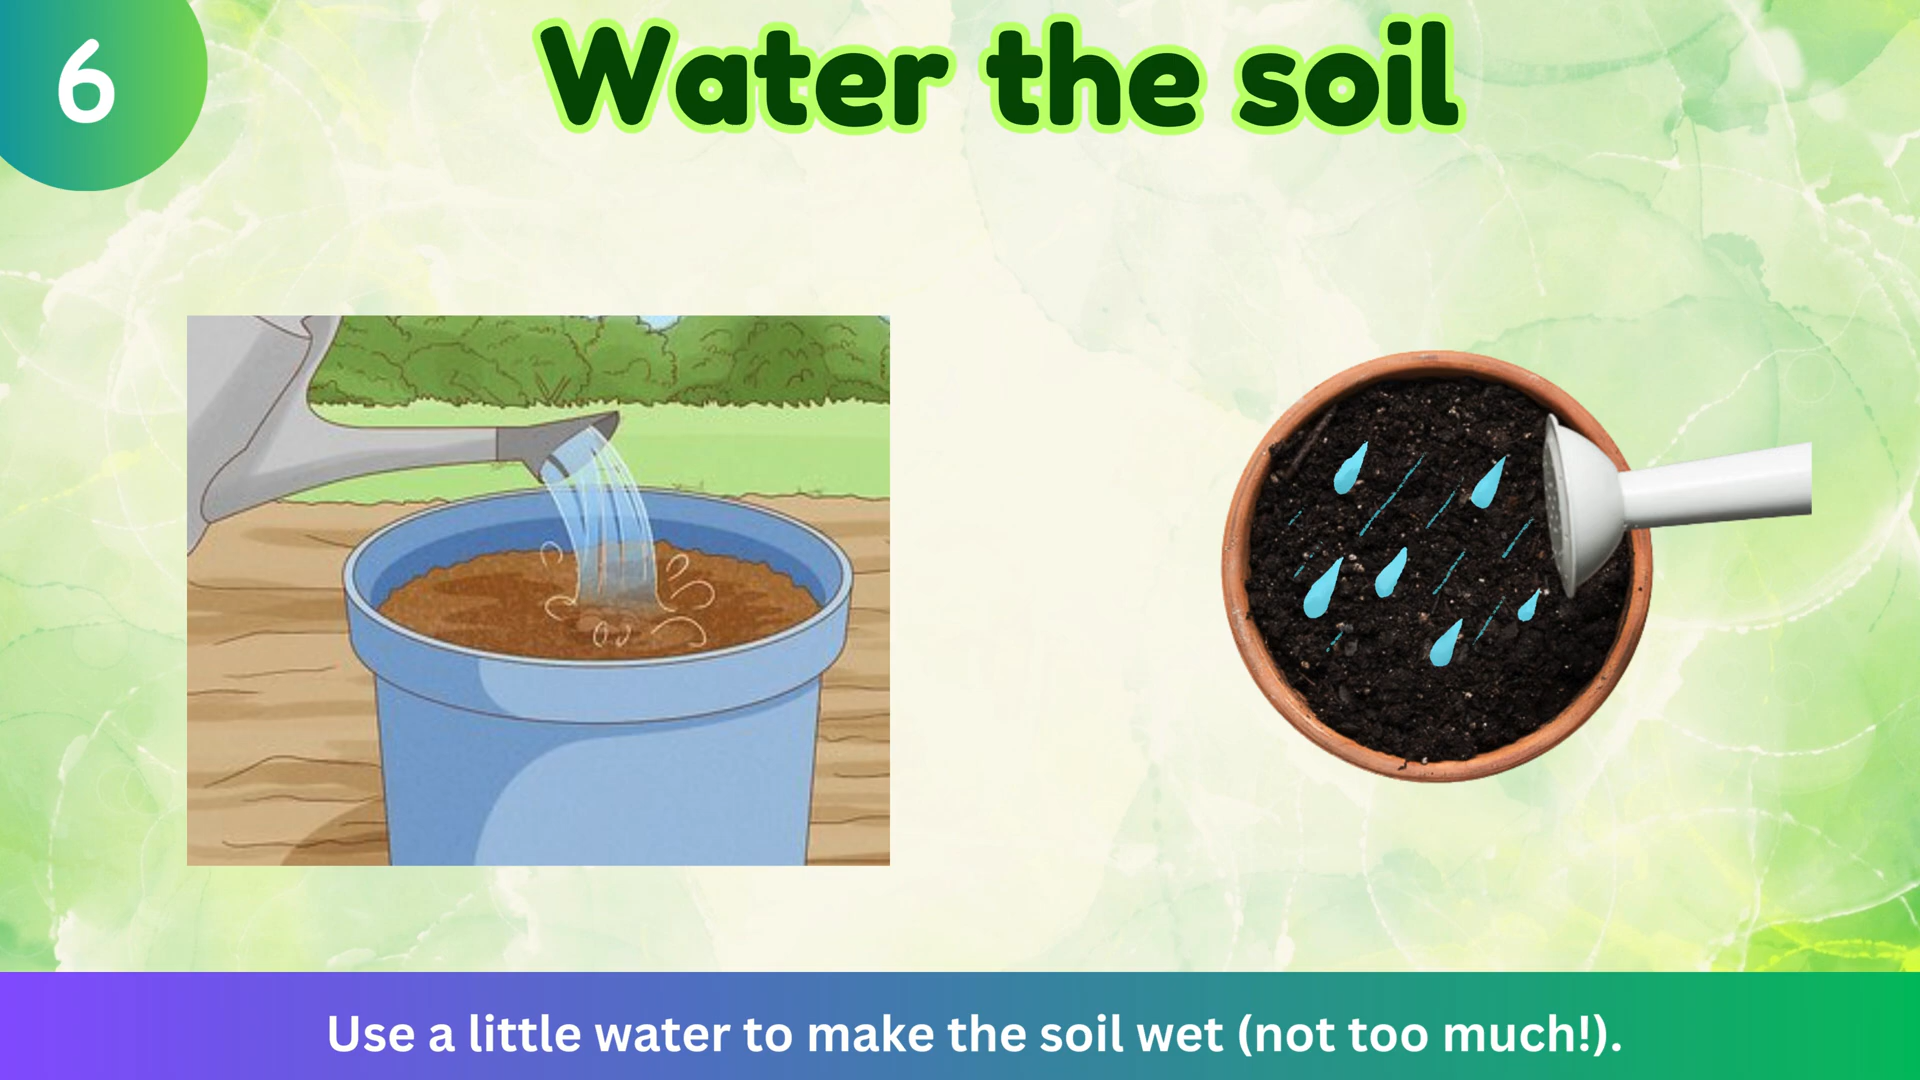 6
Water the soil
Use a little water to make the soil wet (not too much!).